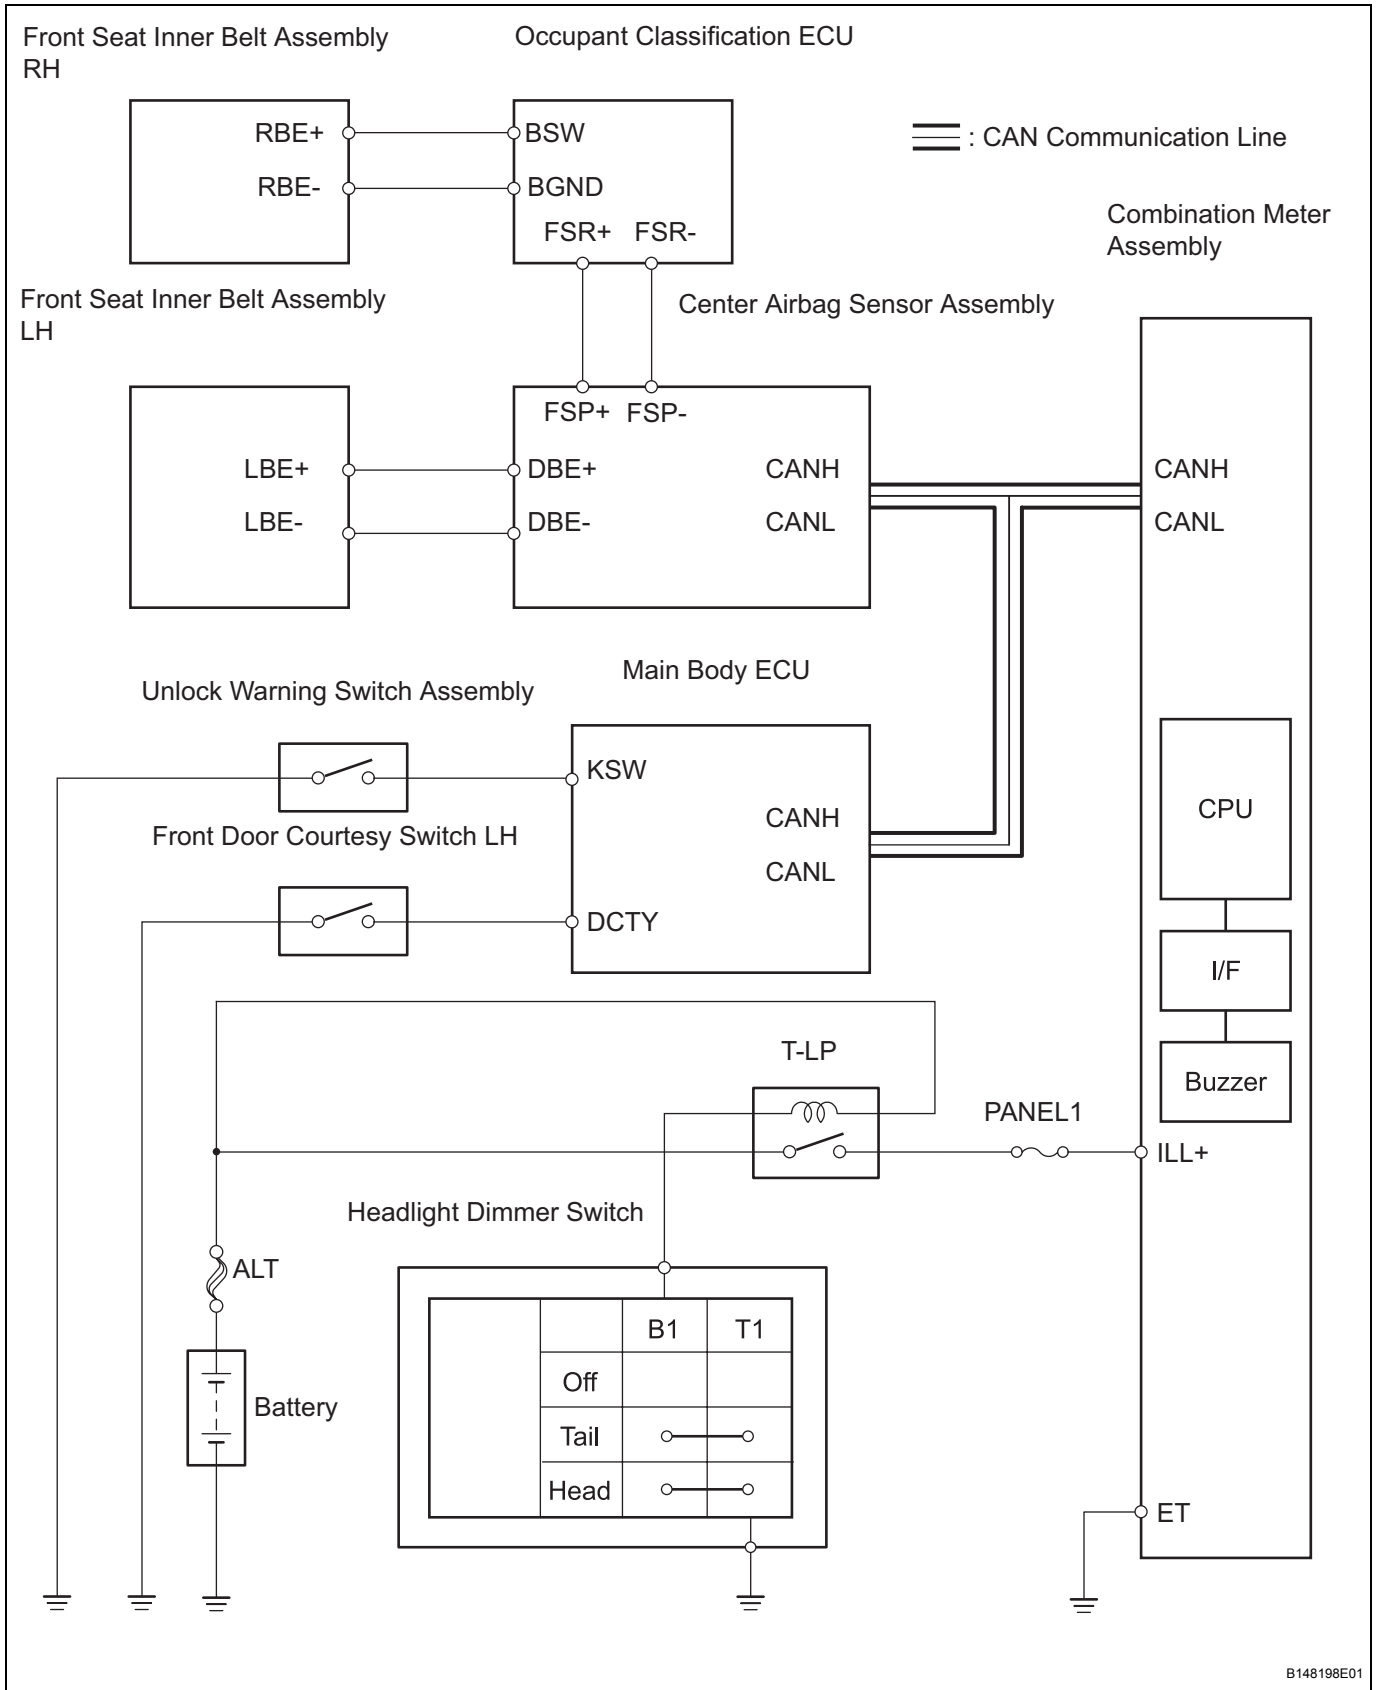 Front Seat Inner Belt Assembly
RH
Occupant Classification ECU
RBE+
BSW
: CAN Communication Line
RBE-
BGND
FSR+ FSR-
Combination Meter
Assembly
Front Seat Inner Belt Assembly
LH
Center Airbag Sensor Assembly
FSP+ FSP-
LBE+
DBE+
CANH
CANH
LBE-
DBE-
CANL
CANL
Main Body ECU
Unlock Warning Switch Assembly
KSW
CPU
CANH
Front Door Courtesy Switch LH
CANL
DCTY
I/F
T-LP
Buzzer
PANEL1
ILL+
Headlight Dimmer Switch
ALT
B1 T1
Off
Battery
Tail
Head
ET
B148198E01